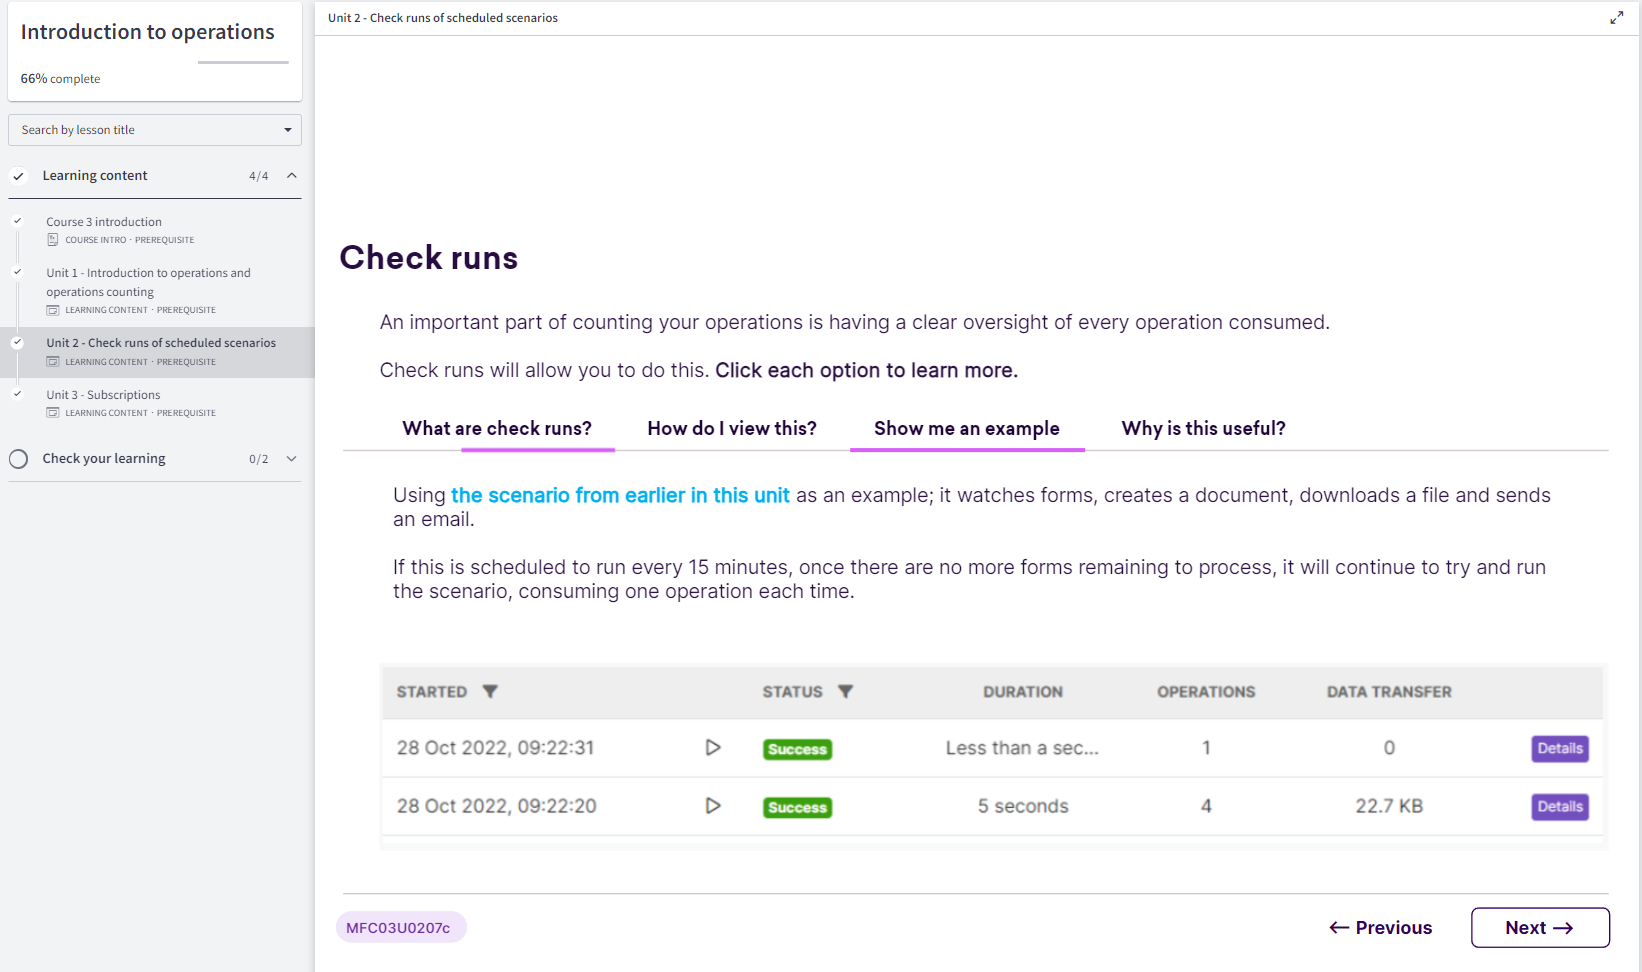 Introduction to operations
66% complete
Search by lesson title
Learning content 4/4
Course 3 introduction
COURSE INTRO · PREREQUISITE
Unit 1 - Introduction to operations and
operations counting
LEARNING CONTENT · PREREQUISITE
Unit 2 - Check runs of scheduled scenarios
LEARNING CONTENT · PREREQUISITE
Unit 3 - Subscriptions
LEARNING CONTENT · PREREQUISITE
Check your learning 0/2
Unit 2 - Check runs of scheduled scenarios
Check runs
An important part of counting your operations is having a clear oversight of every operation consumed.
Check runs will allow you to do this. Click each option to learn more.
What are check runs? How do I view this? Show me an example Why is this useful?
Using the scenario from earlier in this unit as an example; it watches forms, creates a document, downloads a file and sends
an email.
If this is scheduled to run every 15 minutes, once there are no more forms remaining to process, it will continue to try and run
the scenario, consuming one operation each time.
STARTED STATUS DURATION OPERATIONS DATA TRANSFER
28 Oct 2022, 09:22:31 Success Less than a sec... 1 0 Details
28 Oct 2022, 09:22:20 Success 5 seconds 4 22.7 KB Details
MFC03U0207c
← Previous Next →